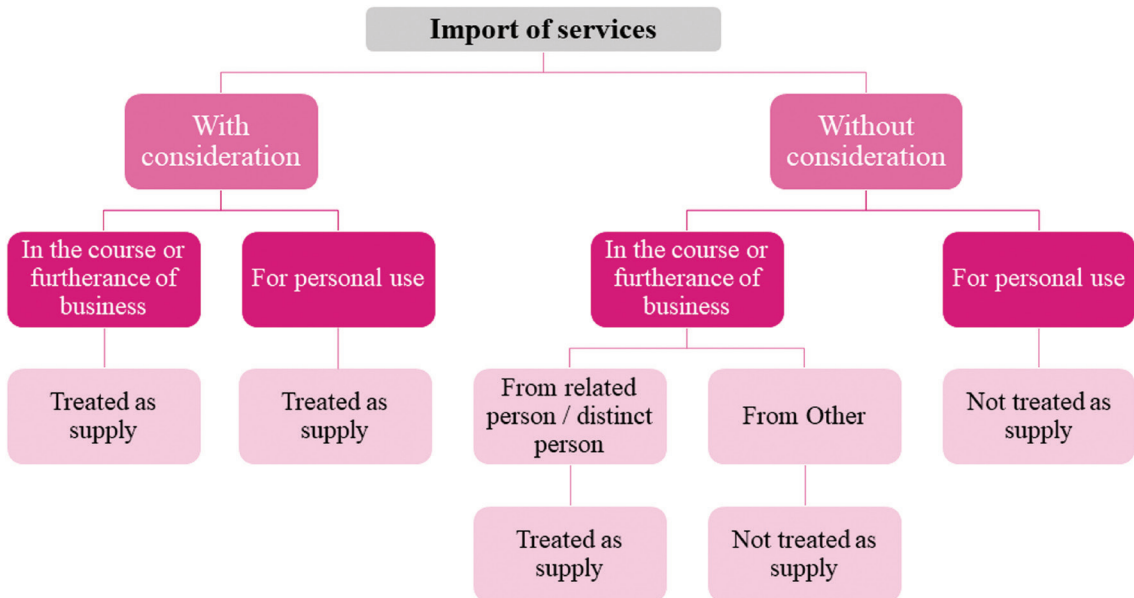 Import of services
With
consideration
Without
consideration
In the course or
furtherance of
business
For personal use
In the course or
furtherance of
business
For personal use
Treated as
supply
Treated as
supply
From related
person / distinct
person
From Other
Not treated as
supply
Treated as
supply
Not treated as
supply